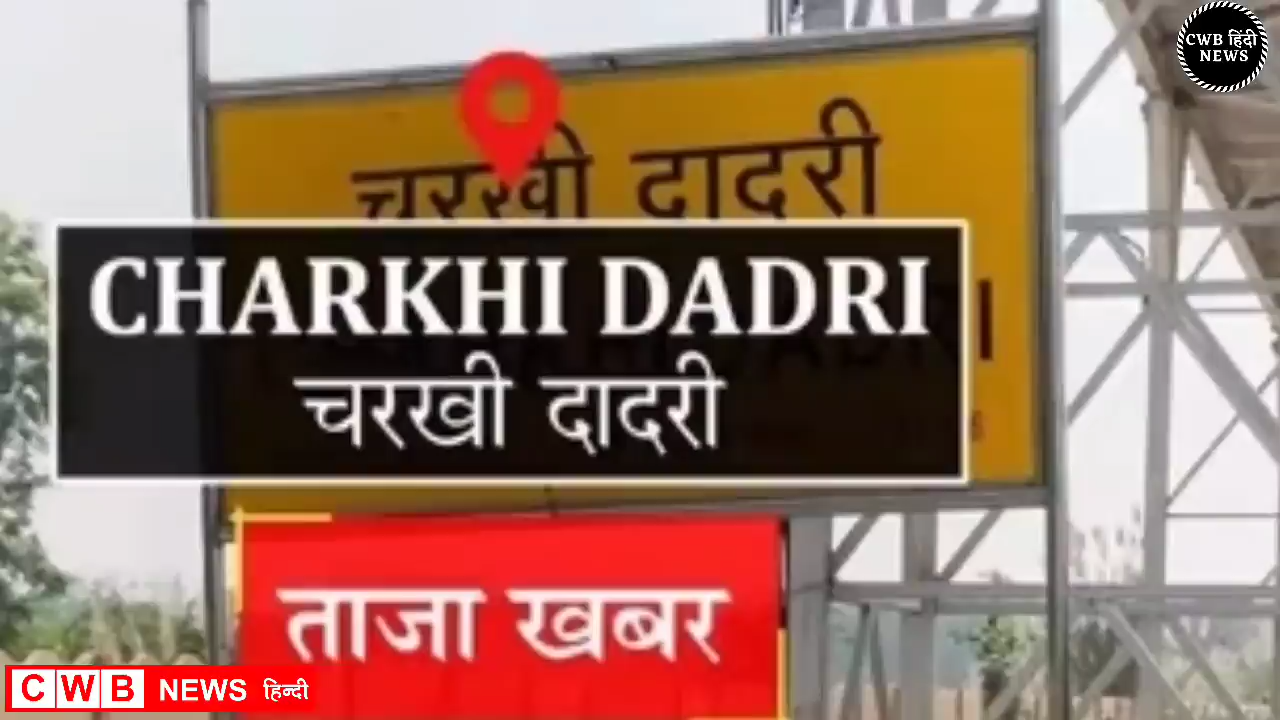 CWB हिंदी
NEWS
चरखी दादरी
CHARKHI DADRI
चरखी दादरी
ताजा खबर
CWB NEWS हिन्दी